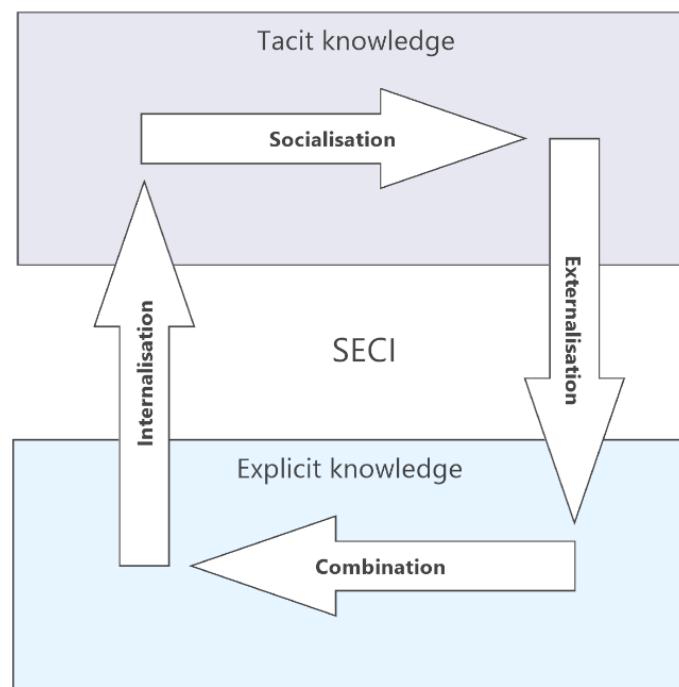 Tacit knowledge
Socialisation
Externalisation
Internalisation
SECI
Explicit knowledge
Combination